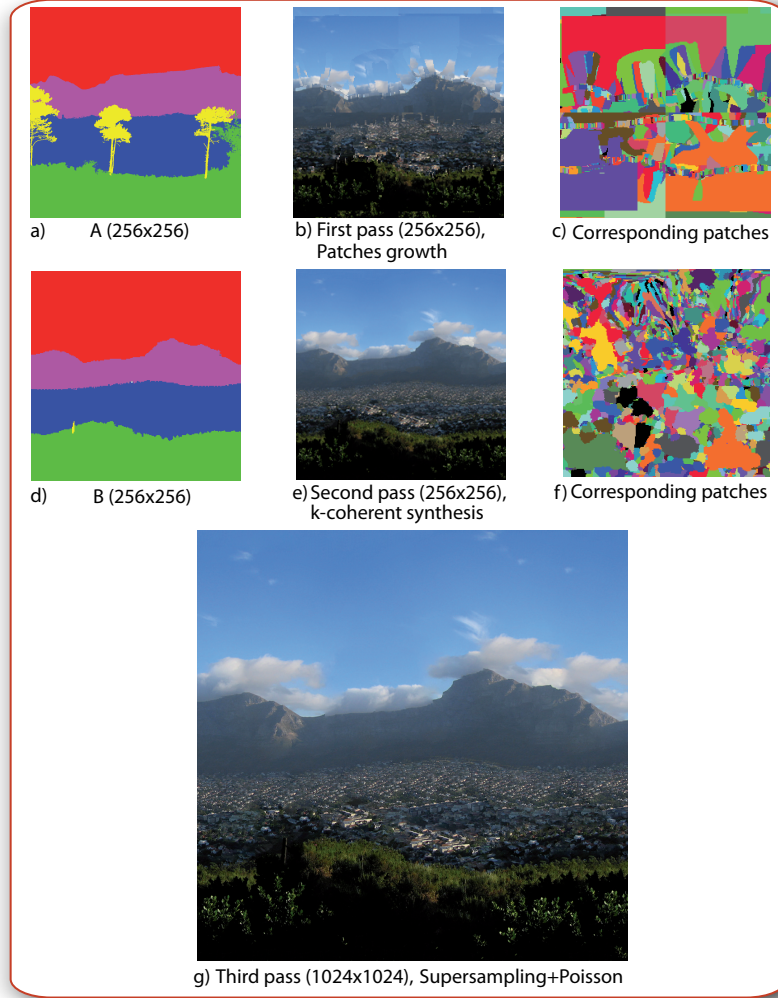 a) A (256x256)
b) First pass (256x256),
Patches growth
c) Corresponding patches
d) B (256x256)
e) Second pass (256x256),
k-coherent synthesis
f) Corresponding patches
g) Third pass (1024x1024), Supersampling+Poisson